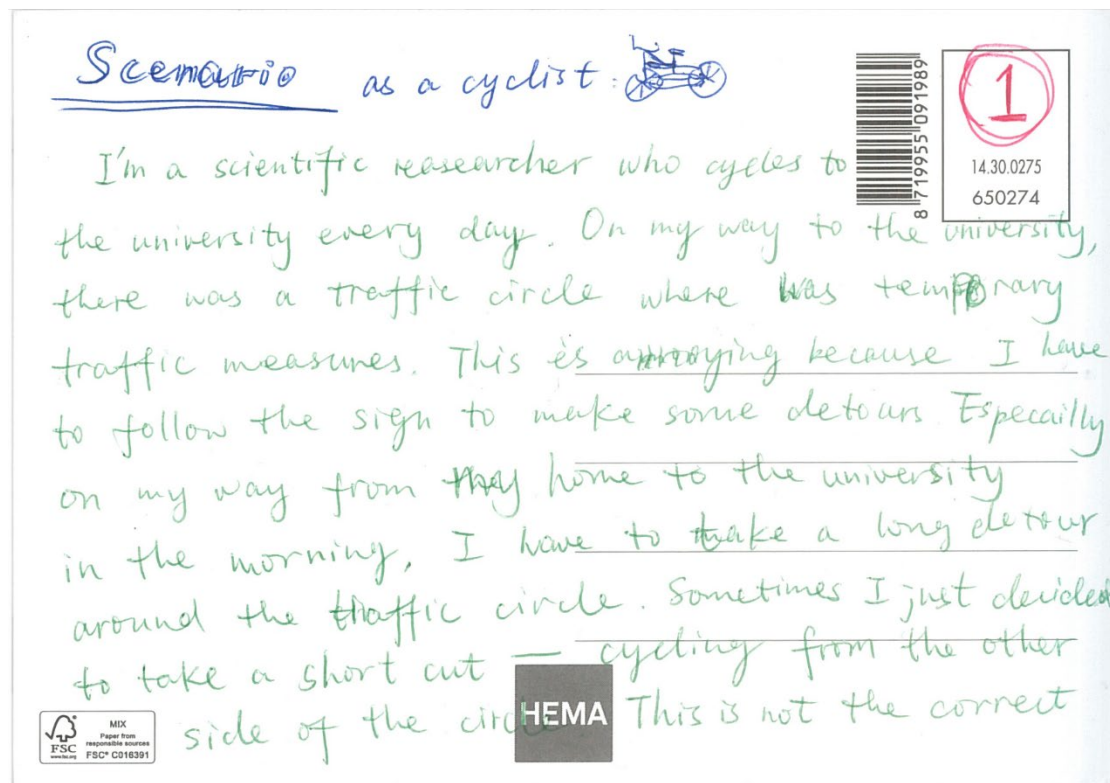 Scenario as a cyclist:
1
8 719955 091989
14.30.0275
650274
I'm a scientific reasearcher who cycles to
the university every day. On my way to the university,
there was a traffic circle where was temporary
traffic measures. This is annoying because I have
to follow the sign to make some detours. Especailly
on my way from my home to the university
in the morning, I have to take a long detour
around the traffic circle. Sometimes I just decided
to take a short cut — cycling from the other
side of the circle. This is not the correct
HEMA
FSC
www.fsc.org
MIX
Paper from
responsible sources
FSC® C016391